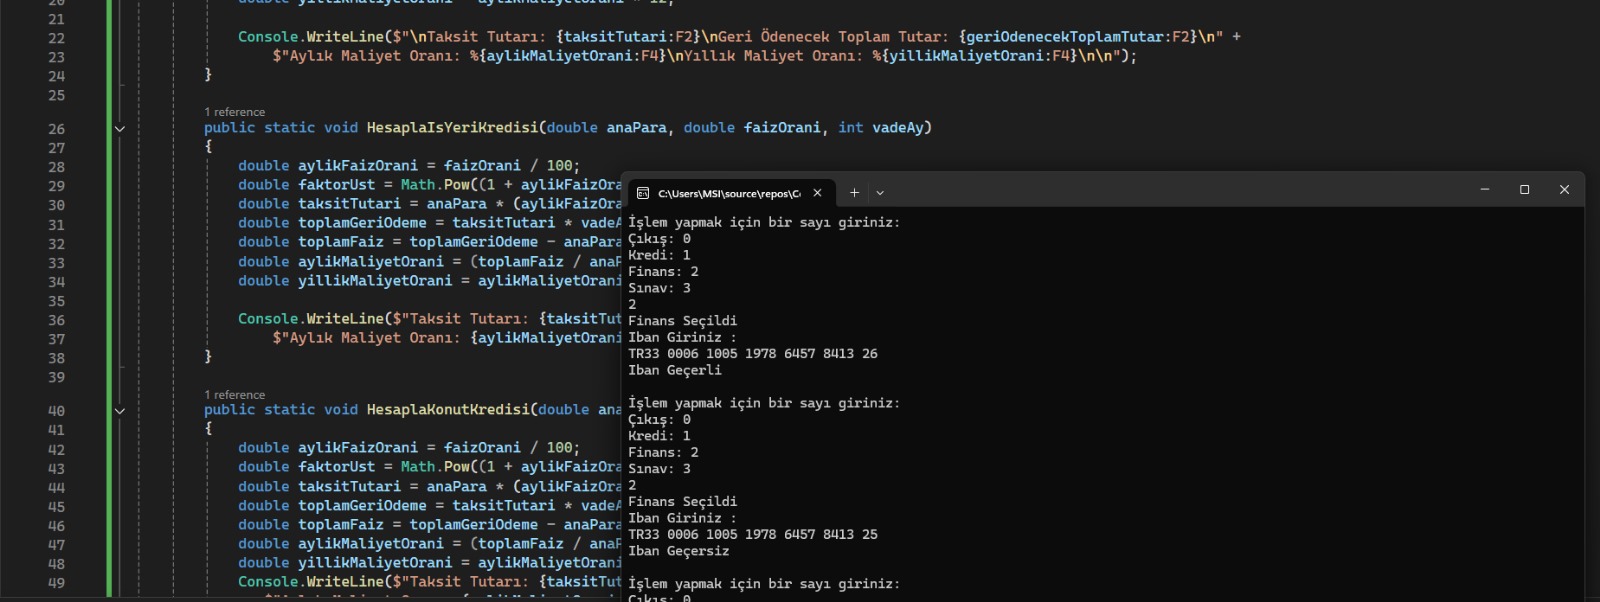 20
21
22 Console.WriteLine($"\nTaksit Tutarı: {taksitTutari:F2}\nGeri Ödenecek Toplam Tutar: {geriOdenecekToplamTutar:F2}\n" +
23 $"Aylık Maliyet Oranı: %{aylikMaliyetOrani:F4}\nYıllık Maliyet Oranı: %{yillikMaliyetOrani:F4}\n\n");
24 }
25
1 reference
26 public static void HesaplaIsYeriKredisi(double anaPara, double faizOrani, int vadeAy)
27 {
28 double aylikFaizOrani = faizOrani / 100;
29 double faktorUst = Math.Pow((1 + aylikFaizOra
30 double taksitTutari = anaPara * (aylikFaizOra
31 double toplamGeriOdeme = taksitTutari * vadeA
32 double toplamFaiz = toplamGeriOdeme - anaPara
33 double aylikMaliyetOrani = (toplamFaiz / anaP
34 double yillikMaliyetOrani = aylikMaliyetOrani
35
36 Console.WriteLine($"Taksit Tutarı: {taksitTut
37 $"Aylık Maliyet Oranı: {aylikMaliyetOrani
38 }
39
1 reference
40 public static void HesaplaKonutKredisi(double ana
41 {
42 double aylikFaizOrani = faizOrani / 100;
43 double faktorUst = Math.Pow((1 + aylikFaizOra
44 double taksitTutari = anaPara * (aylikFaizOra
45 double toplamGeriOdeme = taksitTutari * vadeA
46 double toplamFaiz = toplamGeriOdeme - anaPara
47 double aylikMaliyetOrani = (toplamFaiz / anaP
48 double yillikMaliyetOrani = aylikMaliyetOrani
49 Console.WriteLine($"Taksit Tutarı: {taksitTut
C:\Users\MSI\source\repos\Co
İşlem yapmak için bir sayı giriniz:
Çıkış: 0
Kredi: 1
Finans: 2
Sınav: 3
2
Finans Seçildi
Iban Giriniz :
TR33 0006 1005 1978 6457 8413 26
Iban Geçerli
İşlem yapmak için bir sayı giriniz:
Çıkış: 0
Kredi: 1
Finans: 2
Sınav: 3
2
Finans Seçildi
Iban Giriniz :
TR33 0006 1005 1978 6457 8413 25
Iban Geçersiz
İşlem yapmak için bir sayı giriniz:
Çıkış: 0